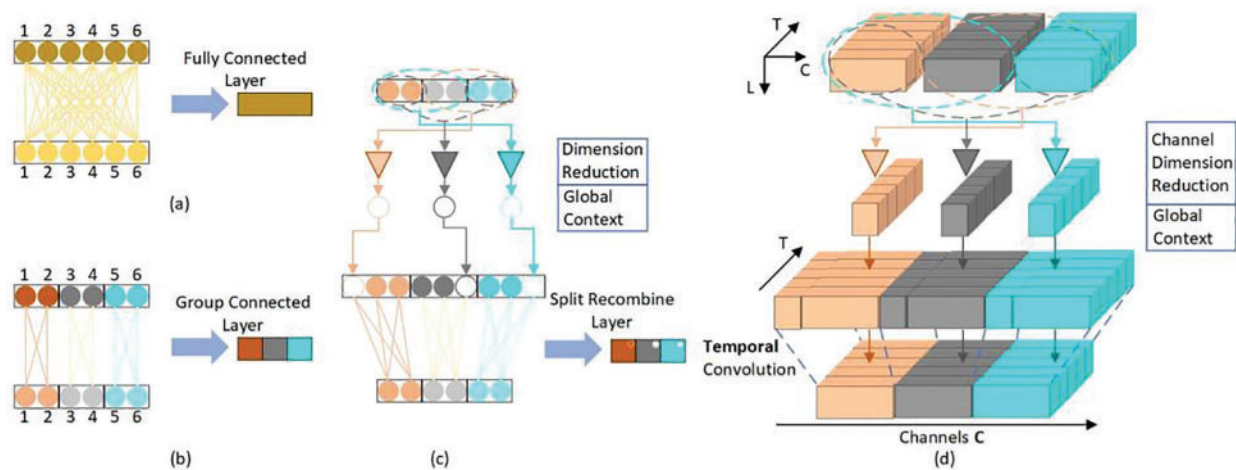 1 2 3 4 5 6
Fully Connected
Layer
1 2 3 4 5 6
(a)
1 2 3 4 5 6
Group Connected
Layer
1 2 3 4 5 6
(b)
Dimension
Reduction
Global
Context
Split Recombine
Layer
(c)
T
C
L
Channel
Dimension
Reduction
Global
Context
T
Temporal
Convolution
Channels C
(d)